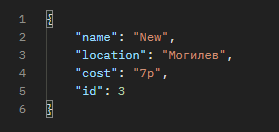 1 {
2 "name": "New",
3 "location": "Могилев",
4 "cost": "7р",
5 "id": 3
6 }